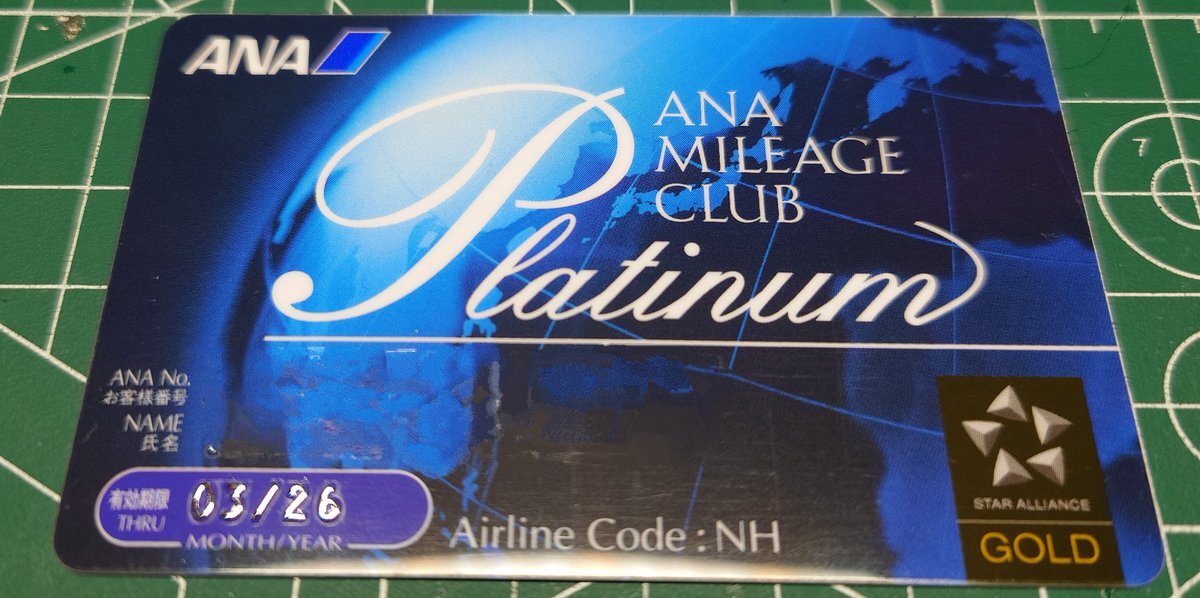 ANA
ANA
MILEAGE
CLUB
Platinum
ANA No.
お客様番号
NAME
氏名
有効期限
THRU
03/26
MONTH/YEAR
Airline Code : NH
STAR ALLIANCE
GOLD
7